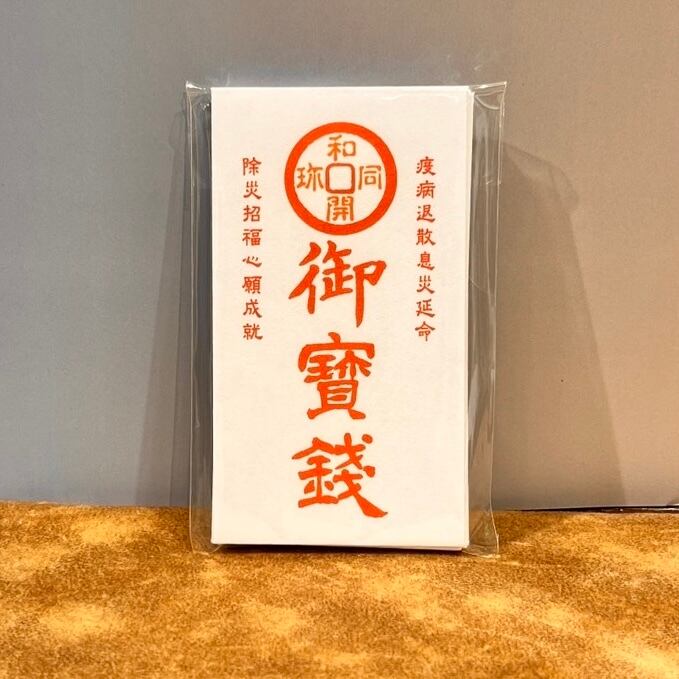 和同開珎
御寶錢
疫病退散息災延命
除災招福心願成就